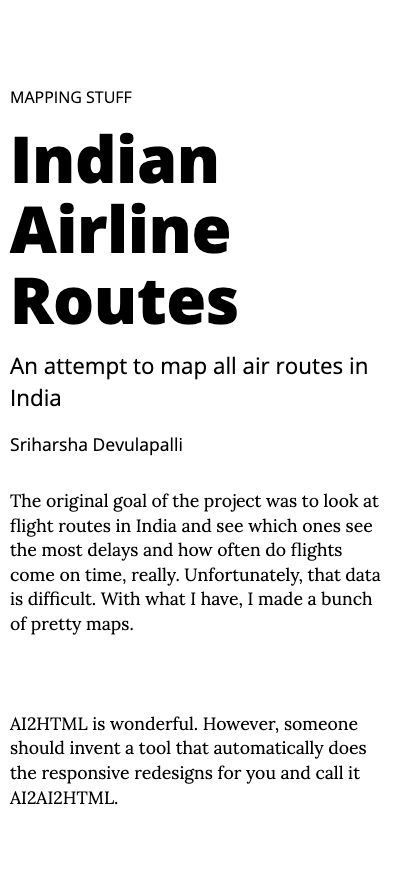 MAPPING STUFF
Indian
Airline
Routes
An attempt to map all air routes in
India
Sriharsha Devulapalli
The original goal of the project was to look at
flight routes in India and see which ones see
the most delays and how often do flights
come on time, really. Unfortunately, that data
is difficult. With what I have, I made a bunch
of pretty maps.
AI2HTML is wonderful. However, someone
should invent a tool that automatically does
the responsive redesigns for you and call it
AI2AI2HTML.